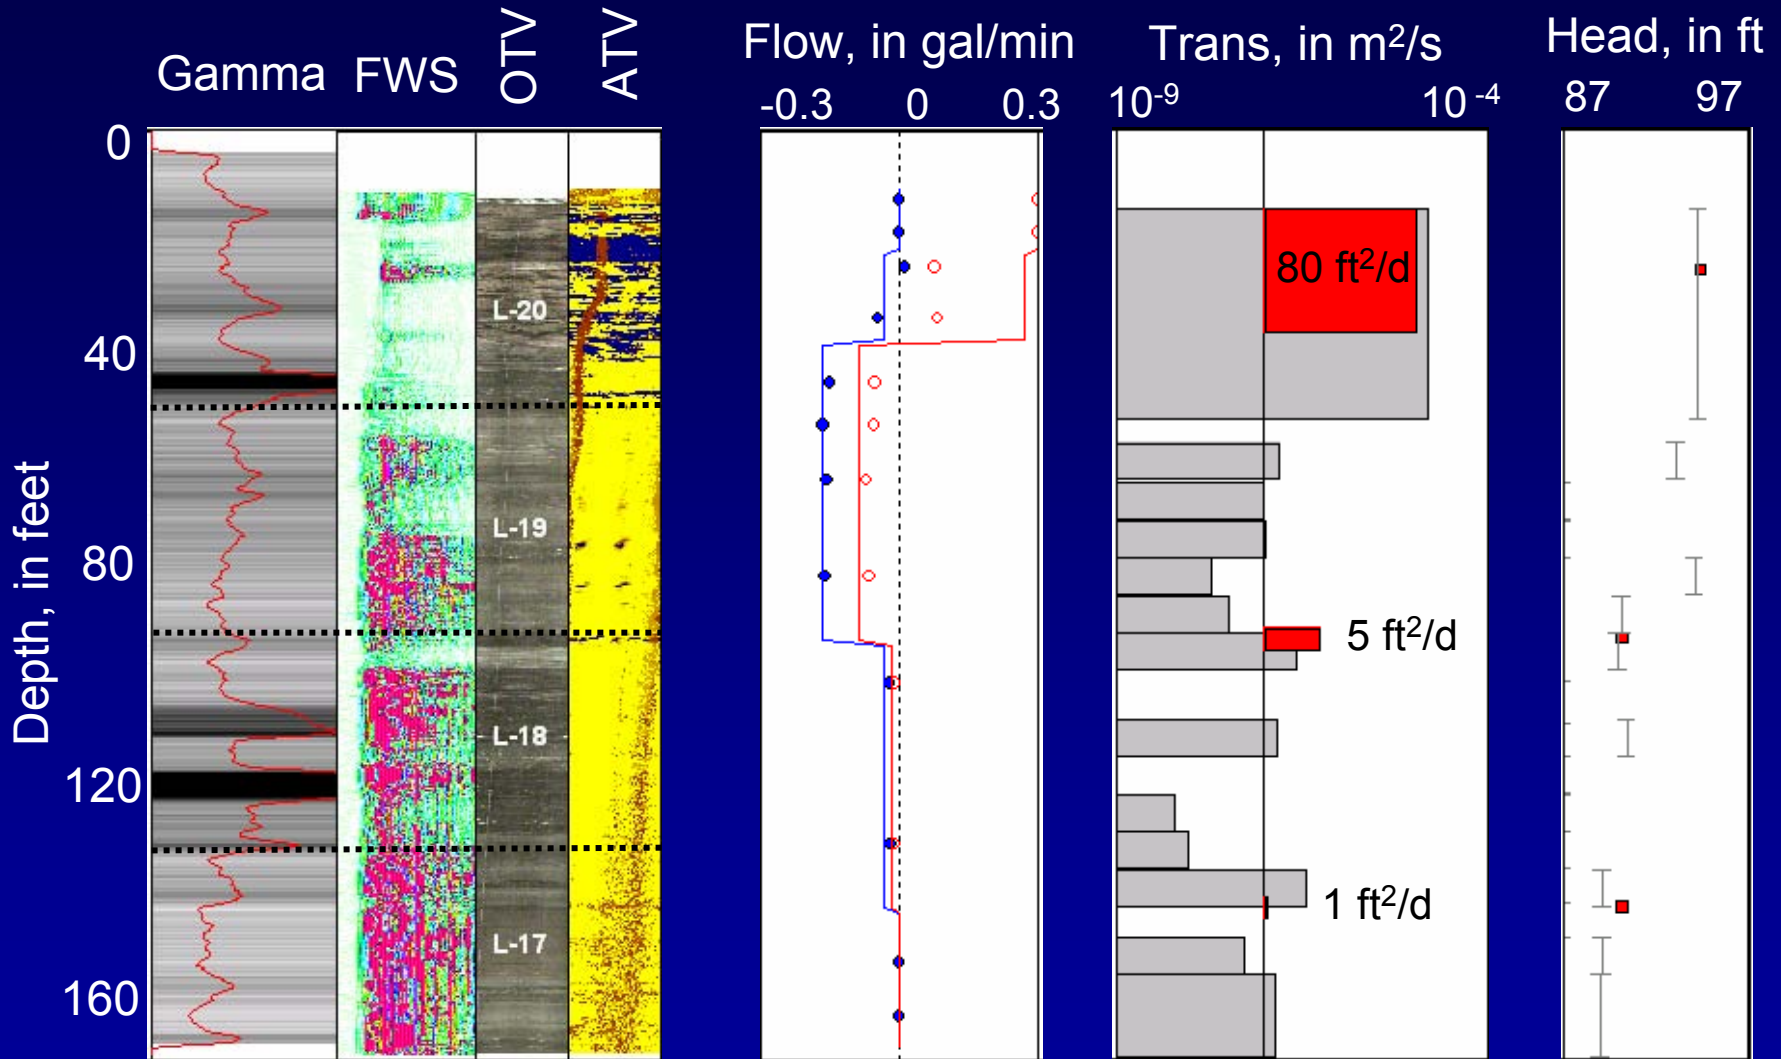 Gamma FWS OTV ATV
Flow, in gal/min
-0.3 0 0.3
Trans, in m²/s
10⁻⁹ 10⁻⁴
Head, in ft
87 97
Depth, in feet
0
40
80
120
160
L-20
L-19
L-18
L-17
80 ft²/d
5 ft²/d
1 ft²/d